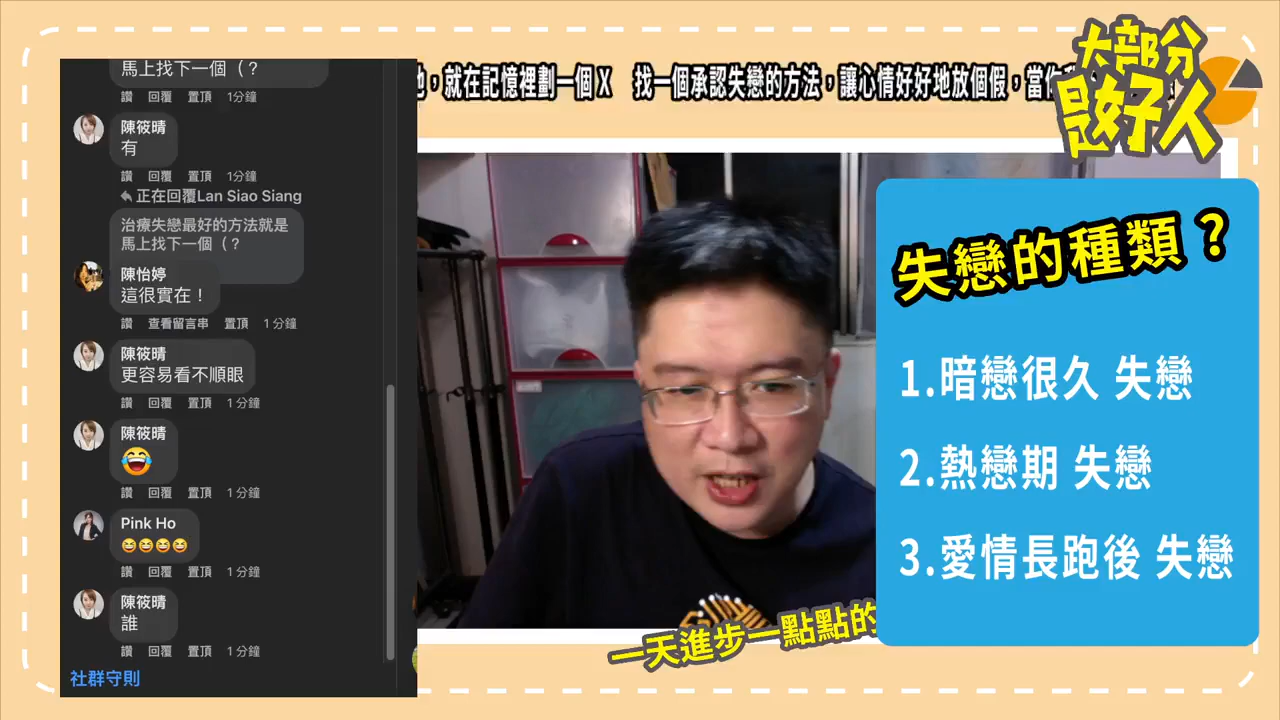 馬上找下一個（？
讚 回覆 置頂 1分鐘
陳筱晴
有
讚 回覆 置頂 1分鐘
正在回覆Lan Siao Siang
治療失戀最好的方法就是
馬上找下一個（？
陳怡婷
這很實在！
讚 查看留言串 置頂 1分鐘
陳筱晴
更容易看不順眼
讚 回覆 置頂 1分鐘
陳筱晴
😂
讚 回覆 置頂 1分鐘
Pink Ho
😆😆😆😆
讚 回覆 置頂 1分鐘
陳筱晴
誰
讚 回覆 置頂 1分鐘
社群守則
，就在記憶裡劃一個 X 找一個承認失戀的方法，讓心情好好地放個假，當你
大部分
是好人
失戀的種類？
1.暗戀很久 失戀
2.熱戀期 失戀
3.愛情長跑後 失戀
一天進步一點點的